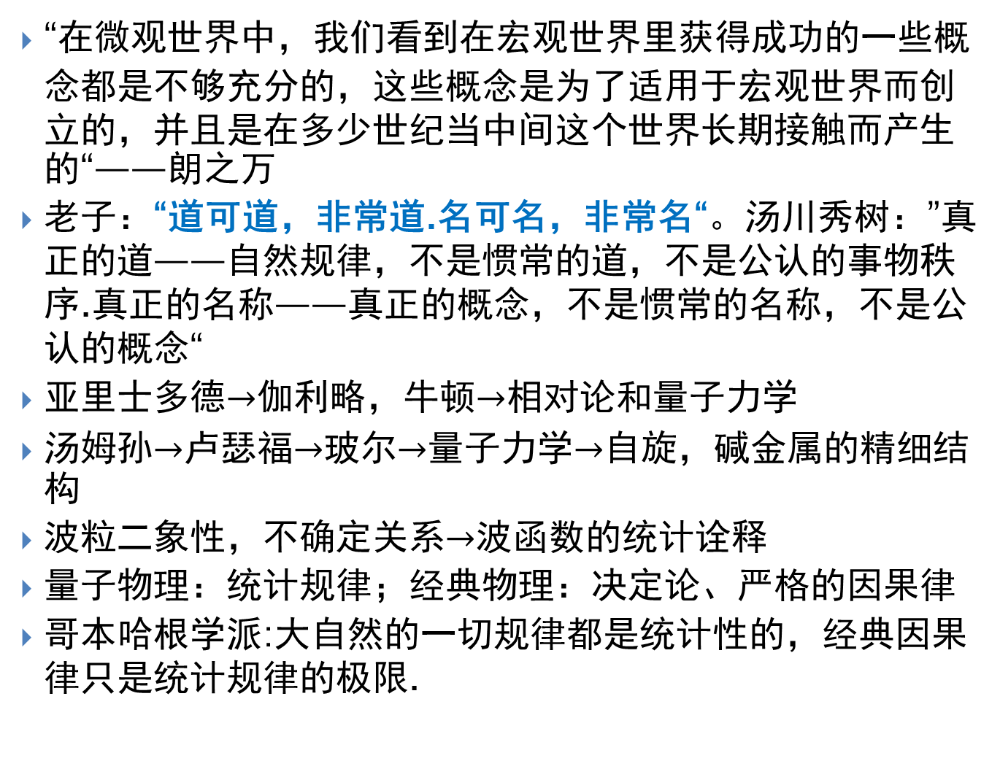 “在微观世界中，我们看到在宏观世界里获得成功的一些概
念都是不够充分的，这些概念是为了适用于宏观世界而创
立的，并且是在多少世纪当中间这个世界长期接触而产生
的“——朗之万
老子：“道可道，非常道.名可名，非常名“。汤川秀树：”真
正的道——自然规律，不是惯常的道，不是公认的事物秩
序.真正的名称——真正的概念，不是惯常的名称，不是公
认的概念“
亚里士多德→伽利略，牛顿→相对论和量子力学
汤姆孙→卢瑟福→玻尔→量子力学→自旋，碱金属的精细结
构
波粒二象性，不确定关系→波函数的统计诠释
量子物理：统计规律；经典物理：决定论、严格的因果律
哥本哈根学派:大自然的一切规律都是统计性的，经典因果
律只是统计规律的极限.